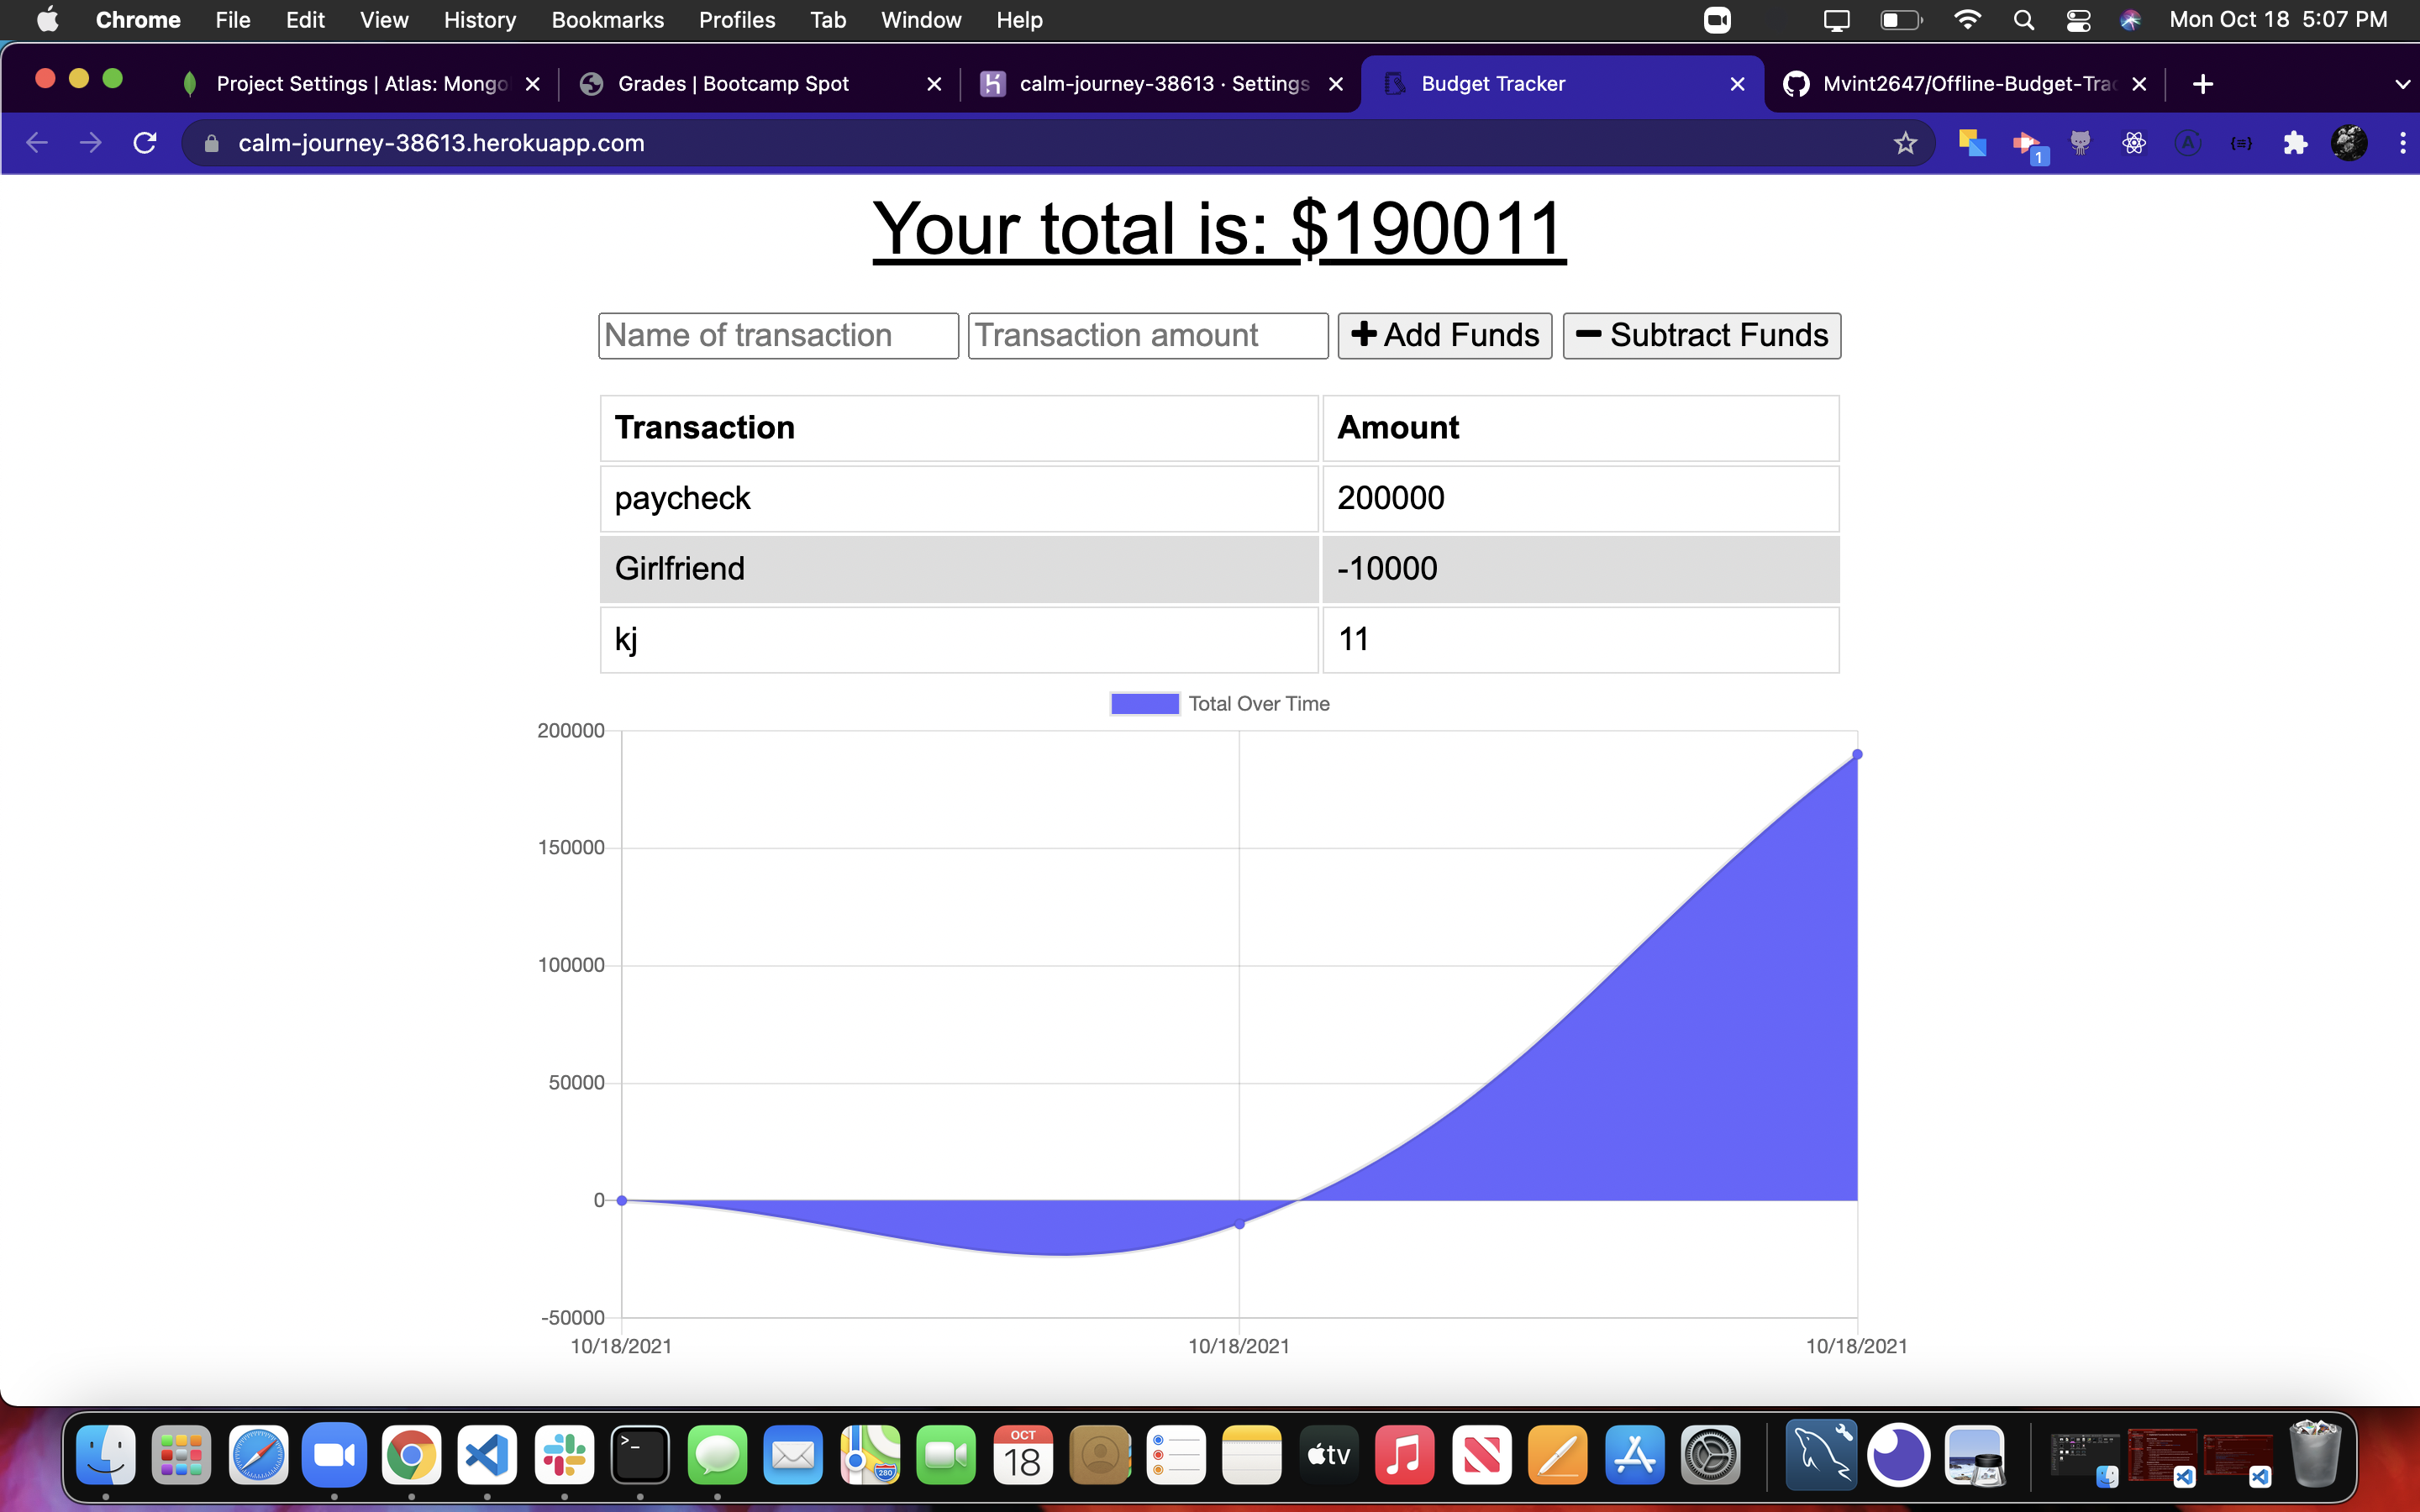 Chrome File Edit View History Bookmarks Profiles Tab Window Help Mon Oct 18 5:07 PM
Project Settings | Atlas: Mongo Grades | Bootcamp Spot calm-journey-38613 · Settings Budget Tracker Mvint2647/Offline-Budget-Trac
calm-journey-38613.herokuapp.com 1
Your total is: $190011
Name of transaction Transaction amount Add Funds Subtract Funds
Transaction Amount
paycheck 200000
Girlfriend -10000
kj 11
Total Over Time
200000
150000
100000
50000
0
-50000
10/18/2021 10/18/2021 10/18/2021
OCT
18
280
tv